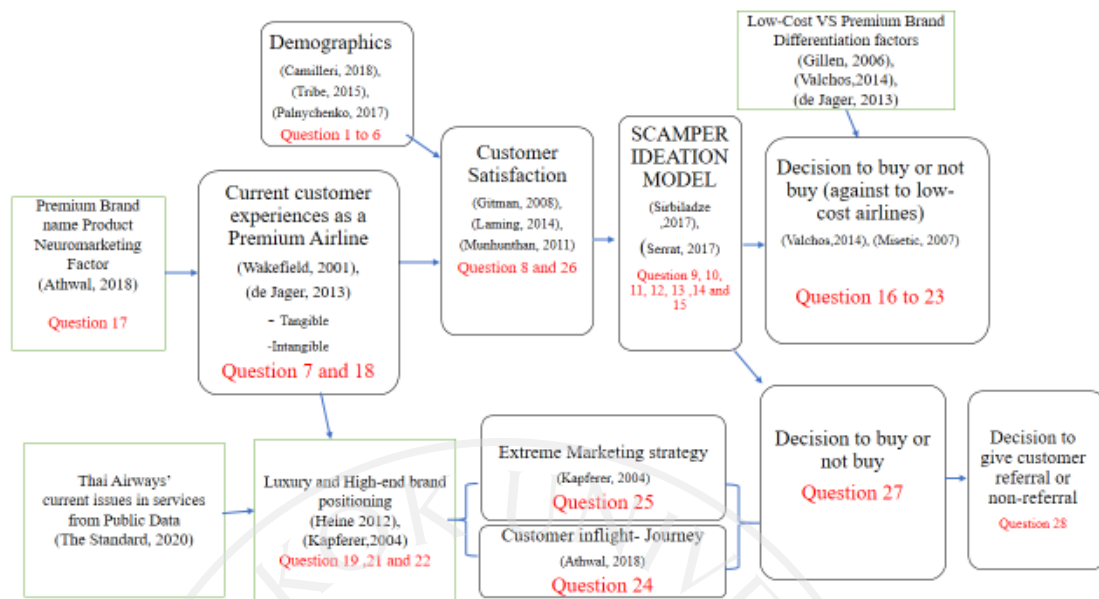 Demographics
(Camilleri, 2018),
(Tribe, 2015),
(Palnychenko, 2017)
Question 1 to 6
Low-Cost VS Premium Brand
Differentiation factors
(Gillen, 2006),
(Valchos,2014),
(de Jager, 2013)
Premium Brand
name Product
Neuromarketing
Factor
(Athwal, 2018)
Question 17
Current customer
experiences as a
Premium Airline
(Wakefield, 2001),
(de Jager, 2013)
- Tangible
-Intangible
Question 7 and 18
Customer
Satisfaction
(Gitman, 2008),
(Laming, 2014),
(Munhunthan, 2011)
Question 8 and 26
SCAMPER
IDEATION
MODEL
(Sirbiladze
,2017),
(Serrat, 2017)
Question 9, 10,
11, 12, 13 ,14 and
15
Decision to buy or not
buy (against to low-
cost airlines)
(Valchos,2014), (Misetic, 2007)
Question 16 to 23
Thai Airways'
current issues in services
from Public Data
(The Standard, 2020)
Luxury and High-end brand
positioning
(Heine 2012),
(Kapferer,2004)
Question 19 ,21 and 22
Extreme Marketing strategy
(Kapferer, 2004)
Question 25
Customer inflight- Journey
(Athwal, 2018)
Question 24
Decision to buy or
not buy
Question 27
Decision to
give customer
referral or
non-referral
Question 28